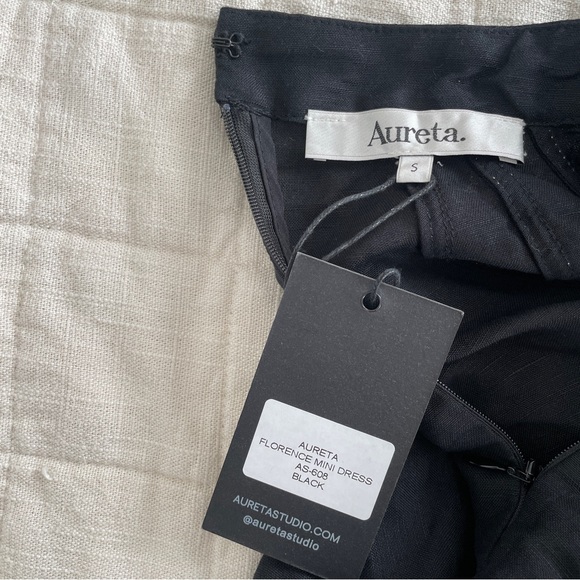 Aureta.
S
AURETA
FLORENCE MINI DRESS
AS-608
BLACK
AURETASTUDIO.COM
@auretastudio